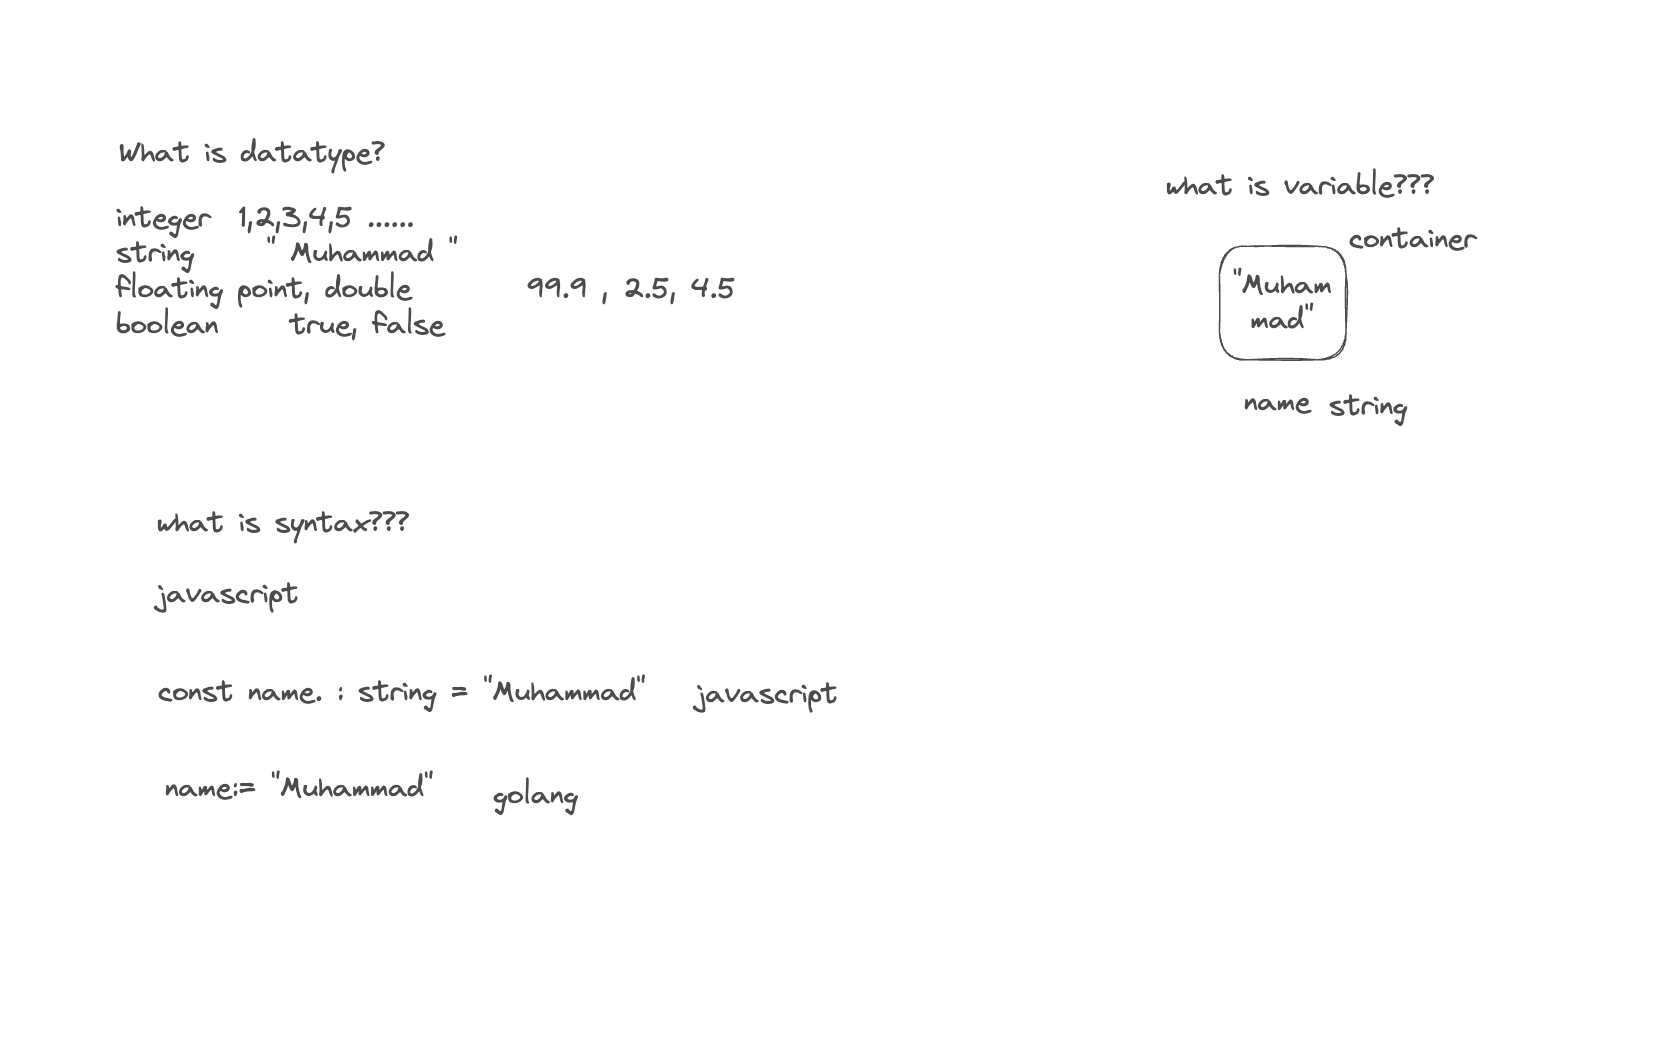 What is datatype?
integer 1,2,3,4,5 ......
string " Muhammad "
floating point, double 99.9 , 2.5, 4.5
boolean true, false
what is variable???
container
"Muham
mad"
name string
what is syntax???
javascript
const name. : string = "Muhammad" javascript
name:= "Muhammad" golang